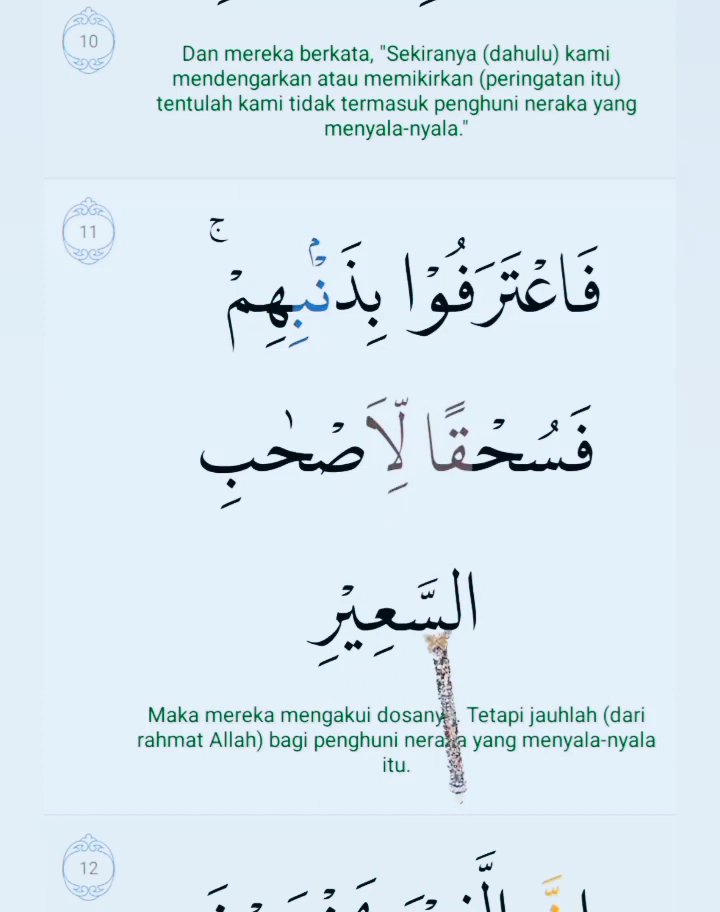 10
Dan mereka berkata, "Sekiranya (dahulu) kami
mendengarkan atau memikirkan (peringatan itu)
tentulah kami tidak termasuk penghuni neraka yang
menyala-nyala."
11
فَاعْتَرَفُوْا بِذَنْۢبِهِمْ ۚ
فَسُحْقًا لِّاَصْحٰبِ
السَّعِيْرِ
Maka mereka mengakui dosany. Tetapi jauhlah (dari
rahmat Allah) bagi penghuni neraka yang menyala-nyala
itu.
12